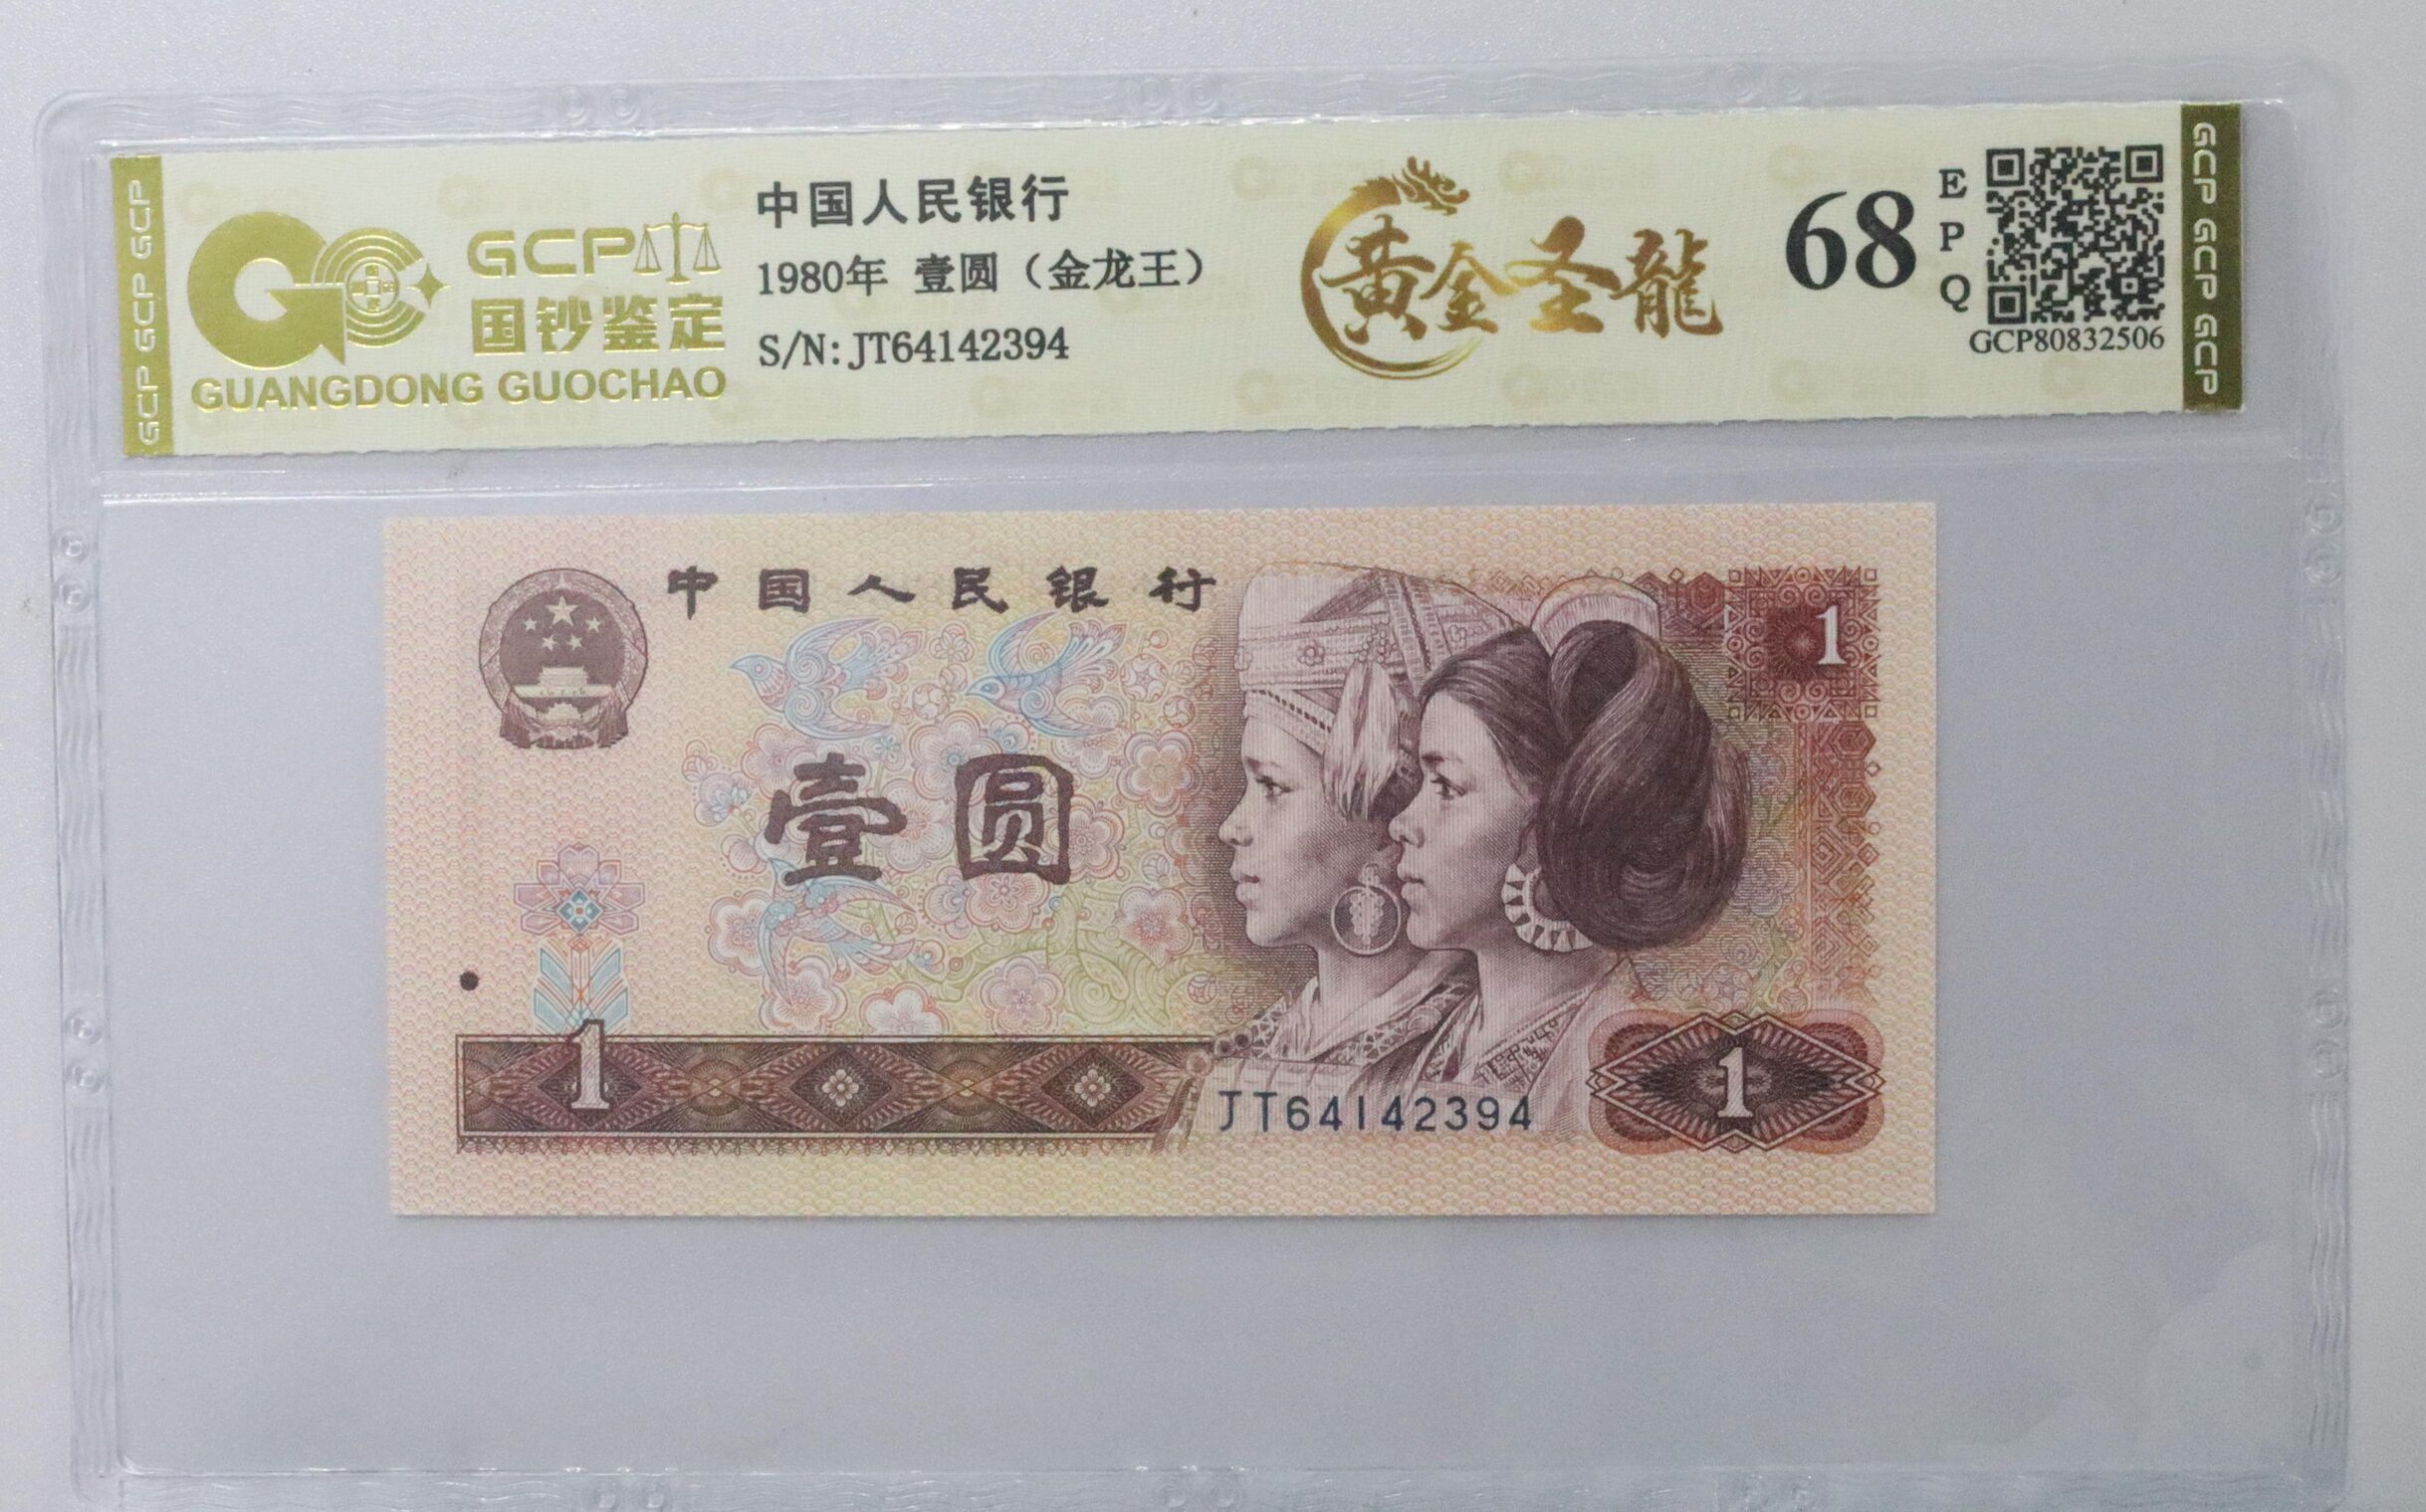 GCP GCP GCP
GCP
国钞鉴定
GUANGDONG GUOCHAO
中国人民银行
1980年 壹圆（金龙王）
S/N: JT64142394
黄金圣龍
68
EPQ
GCP80832506
GCP GCP GCP
中国人民银行
1
壹圆
1
JT64142394
1